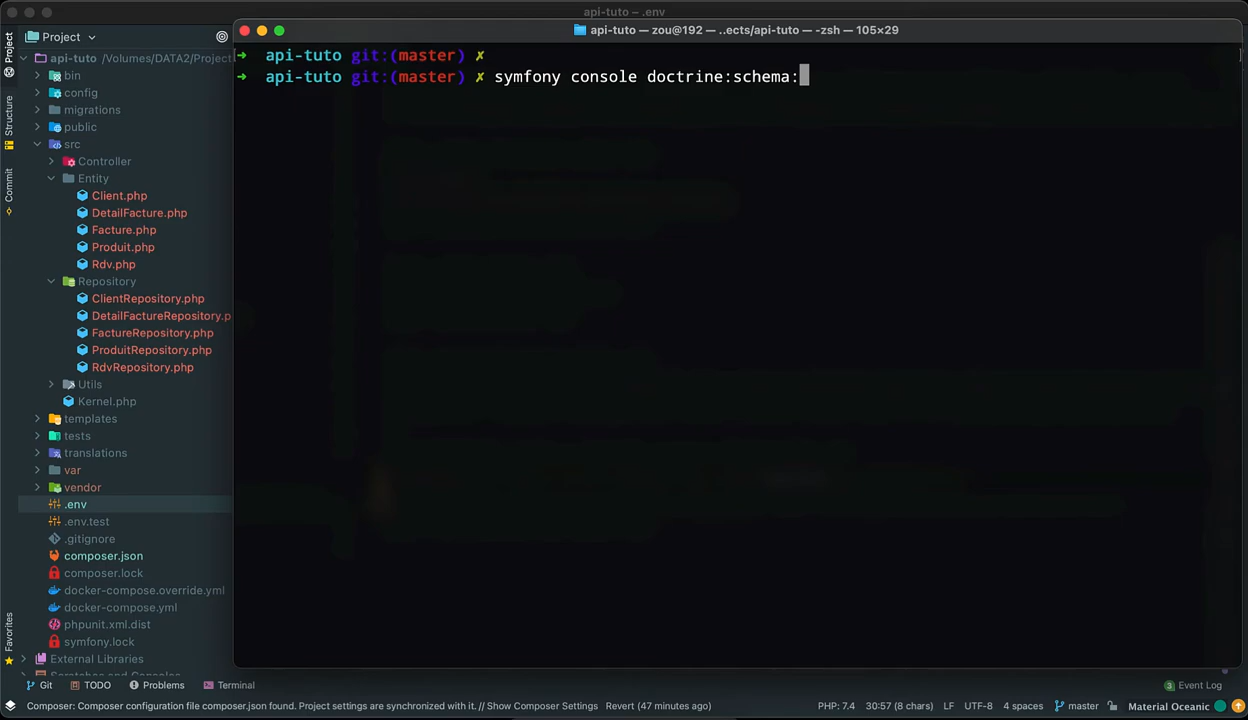 api-tuto – .env
Project
api-tuto /Volumes/DATA2/Project
bin
config
migrations
public
src
Controller
Entity
Client.php
DetailFacture.php
Facture.php
Produit.php
Rdv.php
Repository
ClientRepository.php
DetailFactureRepository.p
FactureRepository.php
ProduitRepository.php
RdvRepository.php
Utils
Kernel.php
templates
tests
translations
var
vendor
.env
.env.test
.gitignore
composer.json
composer.lock
docker-compose.override.yml
docker-compose.yml
phpunit.xml.dist
symfony.lock
External Libraries
Project
Structure
Commit
Favorites
api-tuto — zou@192 — ..ects/api-tuto — -zsh — 105×29
➜ api-tuto git:(master) ✗
➜ api-tuto git:(master) ✗ symfony console doctrine:schema:
Git TODO Problems Terminal 3 Event Log
Composer: Composer configuration file composer.json found. Project settings are synchronized with it. // Show Composer Settings Revert (47 minutes ago) PHP: 7.4 30:57 (8 chars) LF UTF-8 4 spaces master Material Oceanic